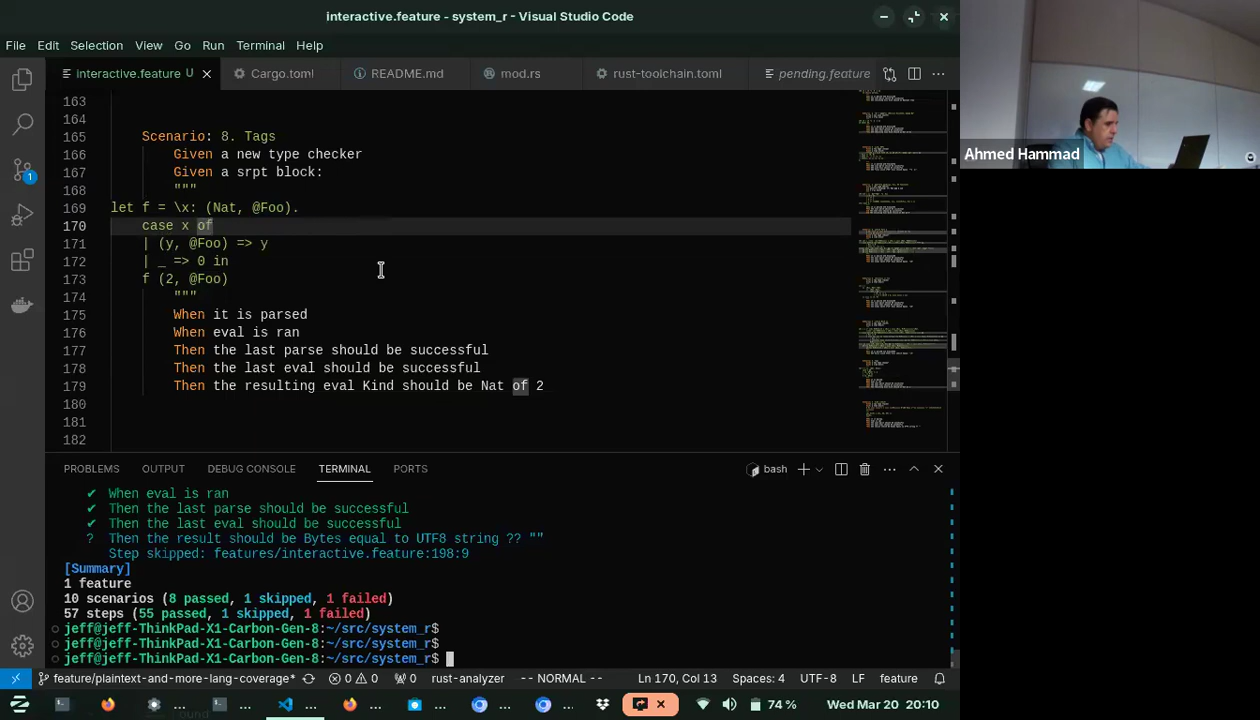 interactive.feature - system_r - Visual Studio Code
File Edit Selection View Go Run Terminal Help
interactive.feature U Cargo.toml README.md mod.rs rust-toolchain.toml pending.feature
163
164
165 Scenario: 8. Tags
166 Given a new type checker
167 Given a srpt block:
168 """
169 let f = \x: (Nat, @Foo).
170 case x of
171 | (y, @Foo) => y
172 | _ => 0 in
173 f (2, @Foo)
174 """
175 When it is parsed
176 When eval is ran
177 Then the last parse should be successful
178 Then the last eval should be successful
179 Then the resulting eval Kind should be Nat of 2
180
181
182
Ahmed Hammad
1
PROBLEMS OUTPUT DEBUG CONSOLE TERMINAL PORTS bash
✔ When eval is ran
✔ Then the last parse should be successful
✔ Then the last eval should be successful
? Then the result should be Bytes equal to UTF8 string ?? ""
Step skipped: features/interactive.feature:198:9
[Summary]
1 feature
10 scenarios (8 passed, 1 skipped, 1 failed)
57 steps (55 passed, 1 skipped, 1 failed)
jeff@jeff-ThinkPad-X1-Carbon-Gen-8:~/src/system_r$
jeff@jeff-ThinkPad-X1-Carbon-Gen-8:~/src/system_r$
jeff@jeff-ThinkPad-X1-Carbon-Gen-8:~/src/system_r$
feature/plaintext-and-more-lang-coverage* 0 0 0 rust-analyzer -- NORMAL -- Ln 170, Col 13 Spaces: 4 UTF-8 LF feature
74 % Wed Mar 20 20:10